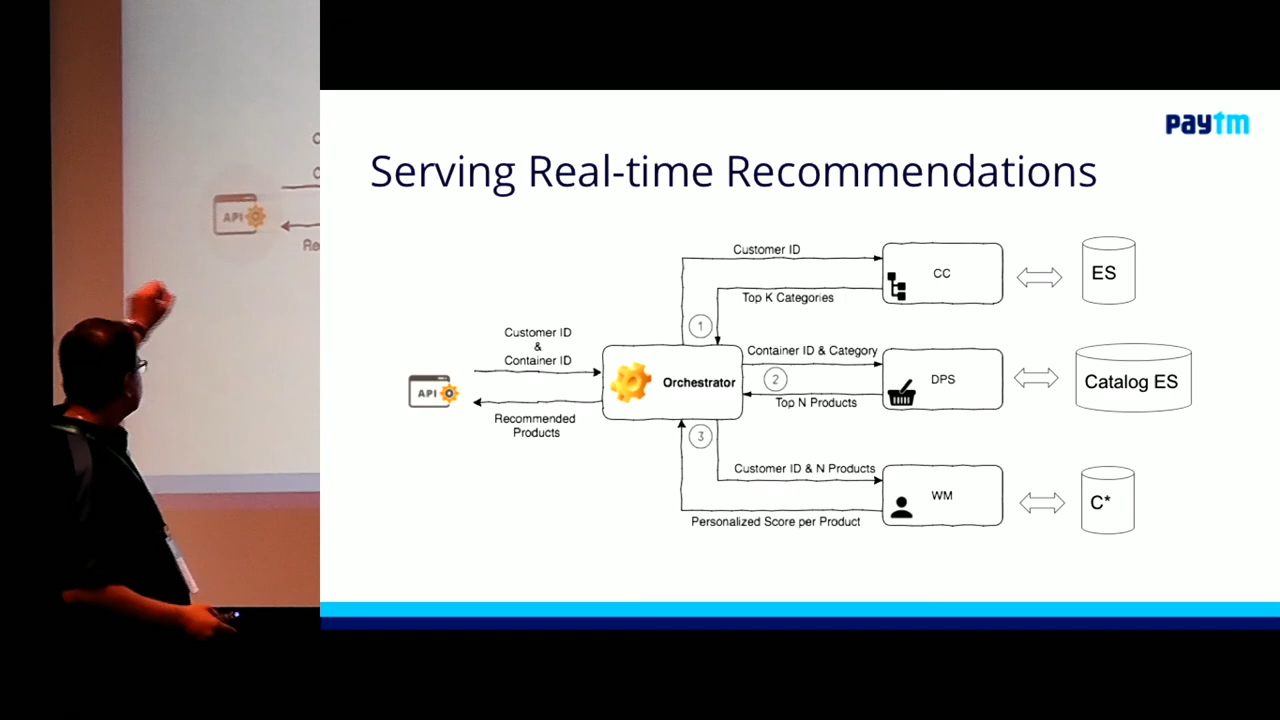 paytm
Serving Real-time Recommendations
Customer ID
CC
ES
Top K Categories
1
Customer ID
&
Container ID
Container ID & Category
API
Orchestrator
2
DPS
Catalog ES
Top N Products
Recommended
Products
3
Customer ID & N Products
WM
C*
Personalized Score per Product
API
Re